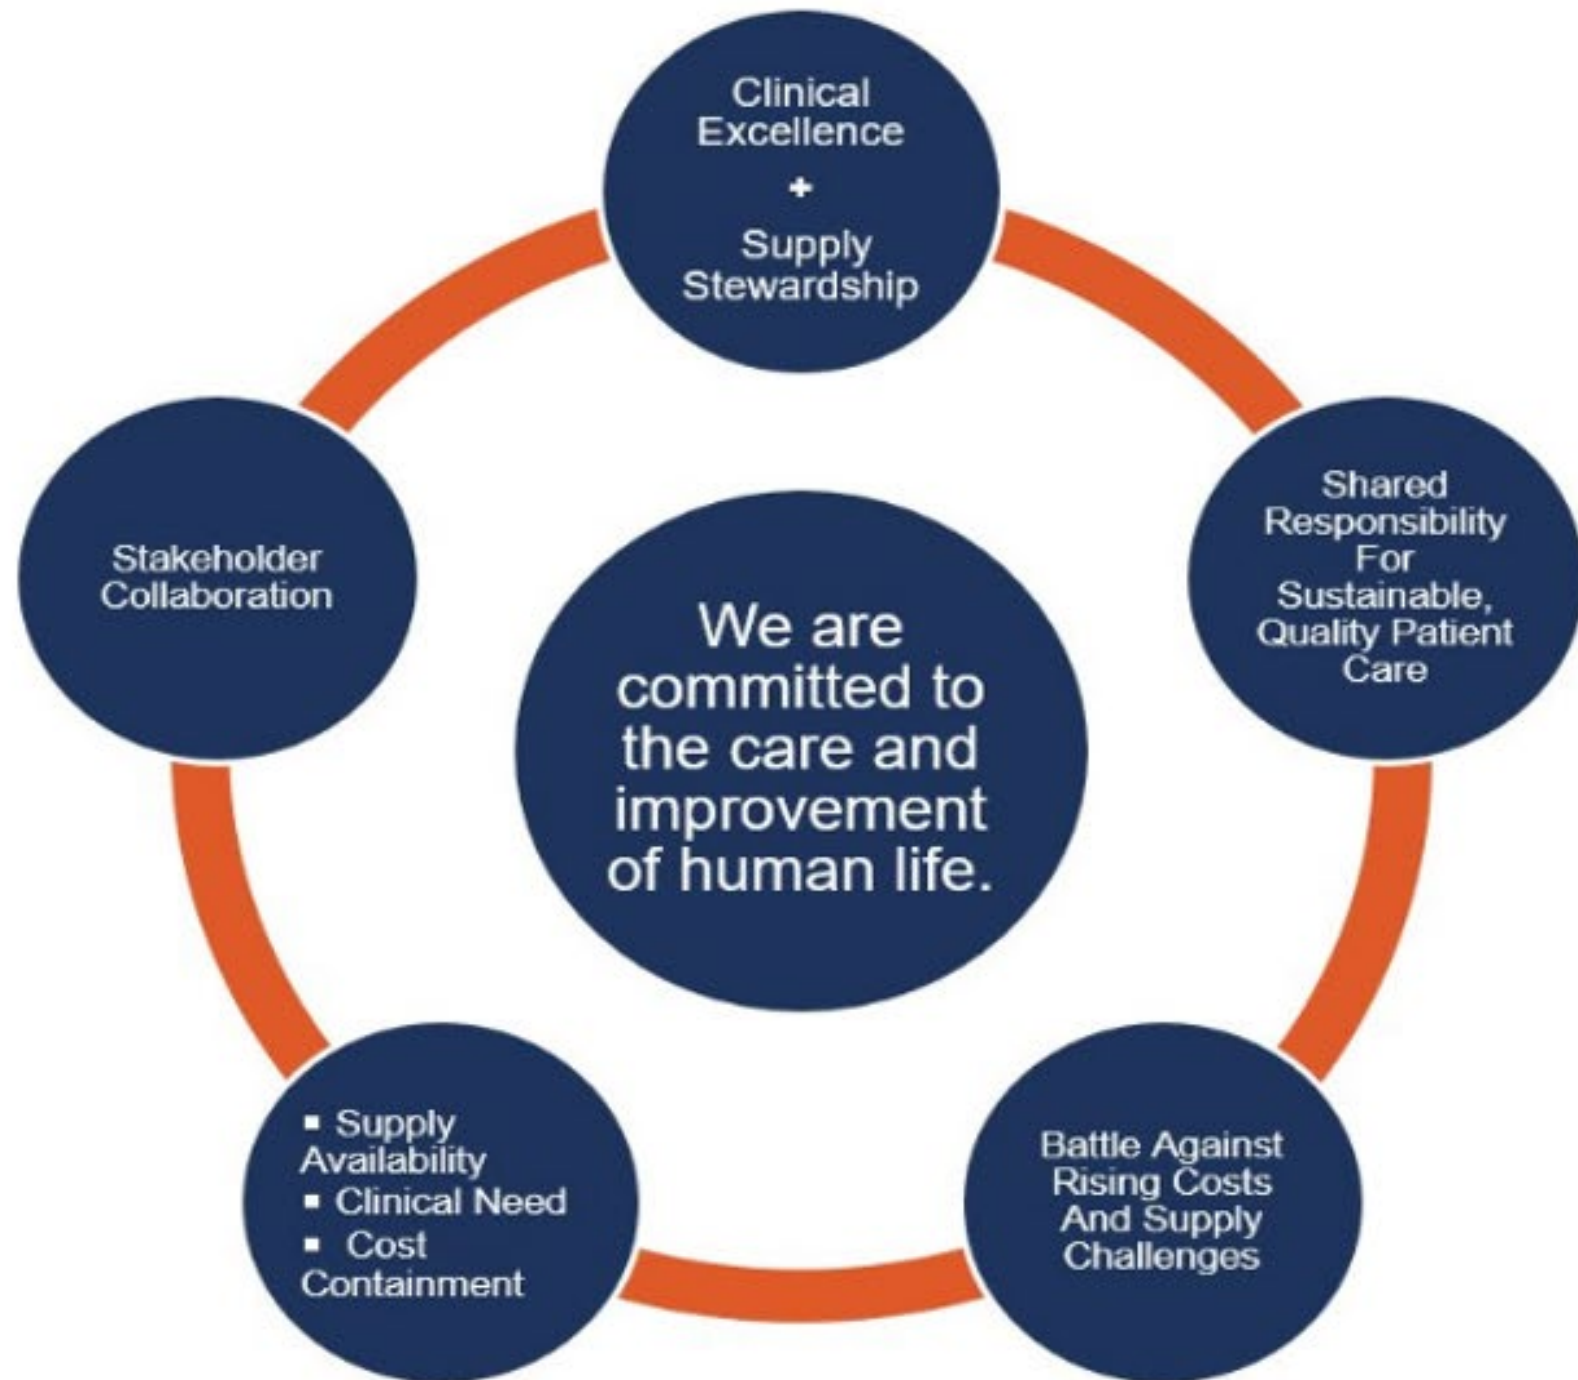 Clinical
Excellence
+
Supply
Stewardship
Shared
Responsibility
For
Sustainable,
Quality Patient
Care
Battle Against
Rising Costs
And Supply
Challenges
▪ Supply
Availability
▪ Clinical Need
▪ Cost
Containment
Stakeholder
Collaboration
We are
committed to
the care and
improvement
of human life.